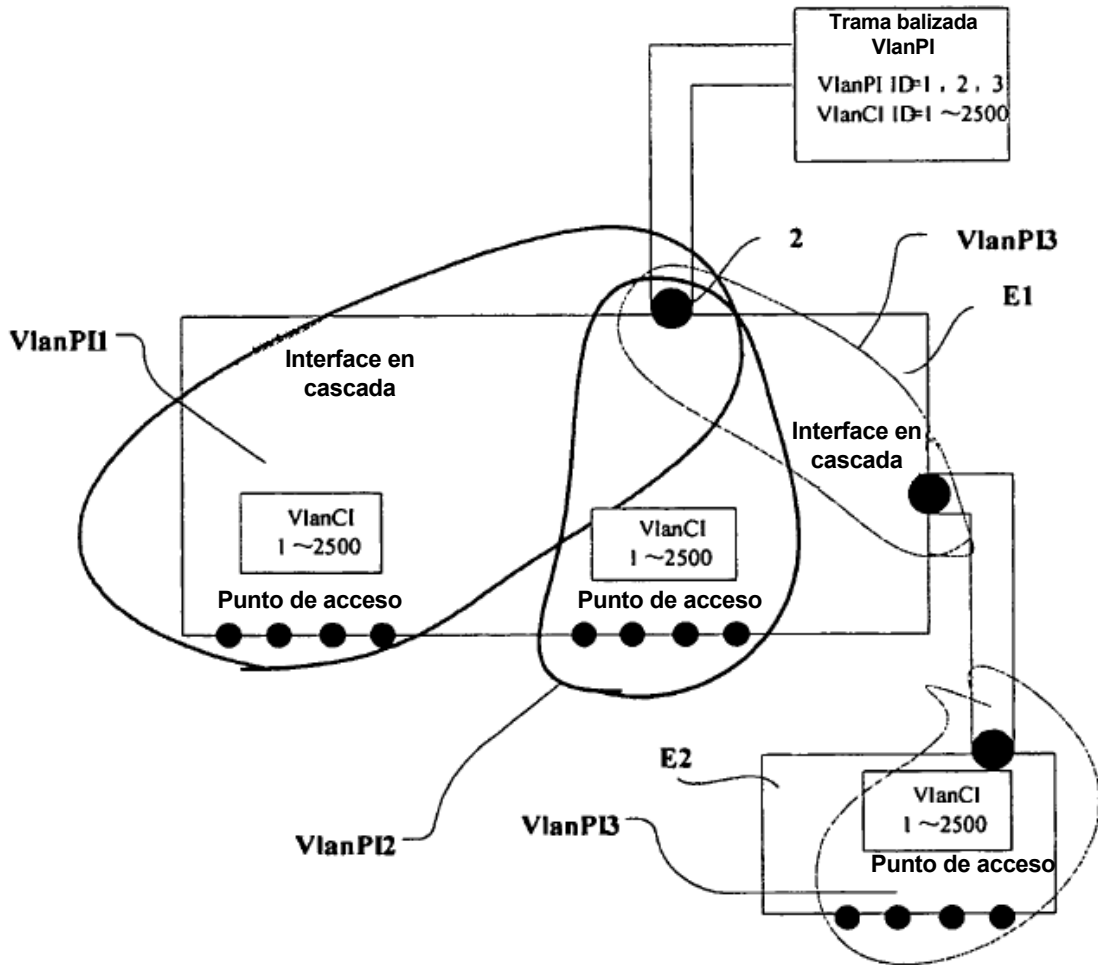 Trama balizada
VlanPI
VlanPI ID=1, 2, 3
VlanCI ID=1 ~2500
2
VlanPI3
E1
VlanPI1
Interface en
cascada
Interface en
cascada
VlanCI
1 ~2500
Punto de acceso
VlanCI
1 ~2500
Punto de acceso
E2
VlanPI2
VlanPI3
VlanCI
1 ~2500
Punto de acceso